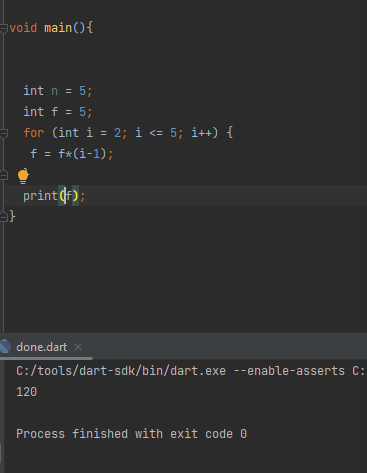 void main(){
int n = 5;
int f = 5;
for (int i = 2; i <= 5; i++) {
f = f*(i-1);
}
print(f);
}
done.dart ×
C:/tools/dart-sdk/bin/dart.exe --enable-asserts C:
120
Process finished with exit code 0